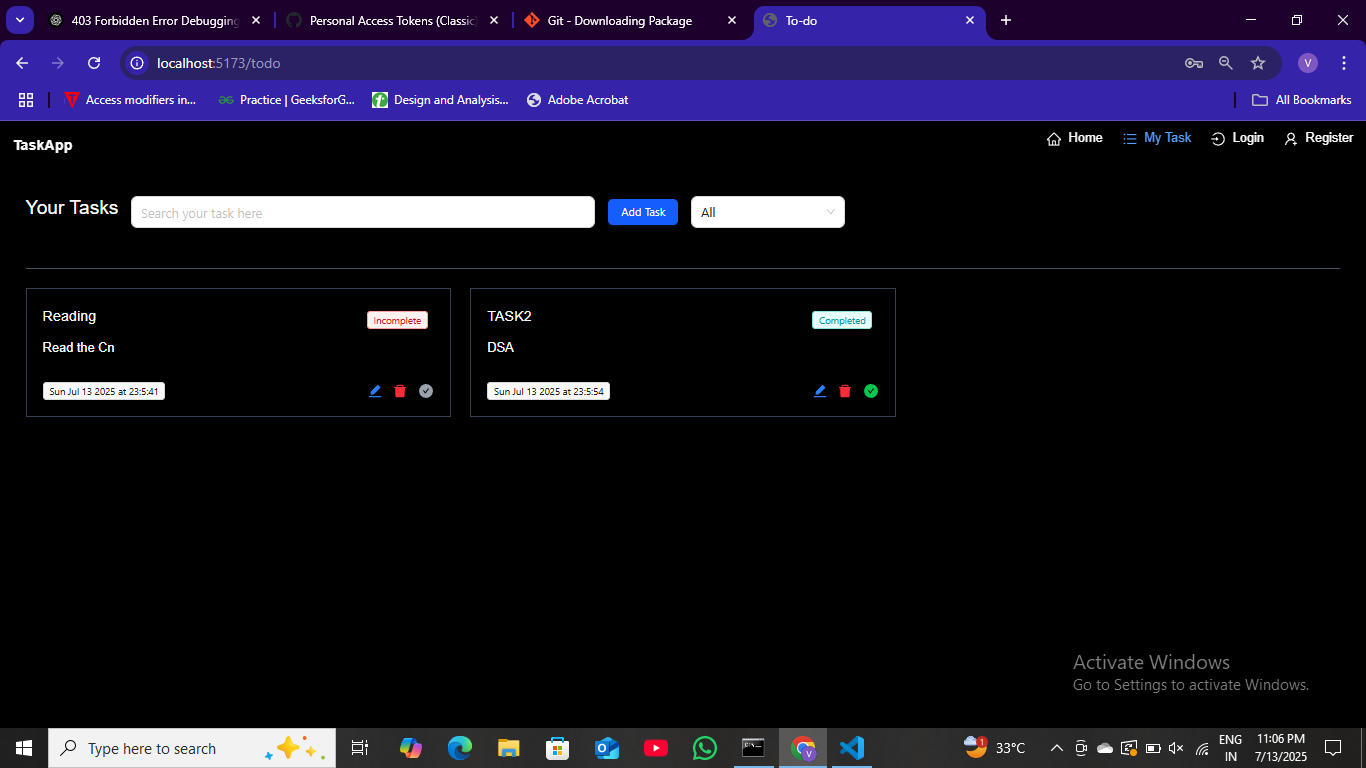 403 Forbidden Error Debugging
Personal Access Tokens (Classic)
Git - Downloading Package
To-do
localhost:5173/todo
V
Access modifiers in...
Practice | GeeksforG...
Design and Analysis...
Adobe Acrobat
All Bookmarks
TaskApp
Home
My Task
Login
Register
Your Tasks
Search your task here
Add Task
All
Reading
Incomplete
Read the Cn
Sun Jul 13 2025 at 23:5:41
TASK2
Completed
DSA
Sun Jul 13 2025 at 23:5:54
Activate Windows
Go to Settings to activate Windows.
Type here to search
1
33°C
ENG
IN
11:06 PM
7/13/2025